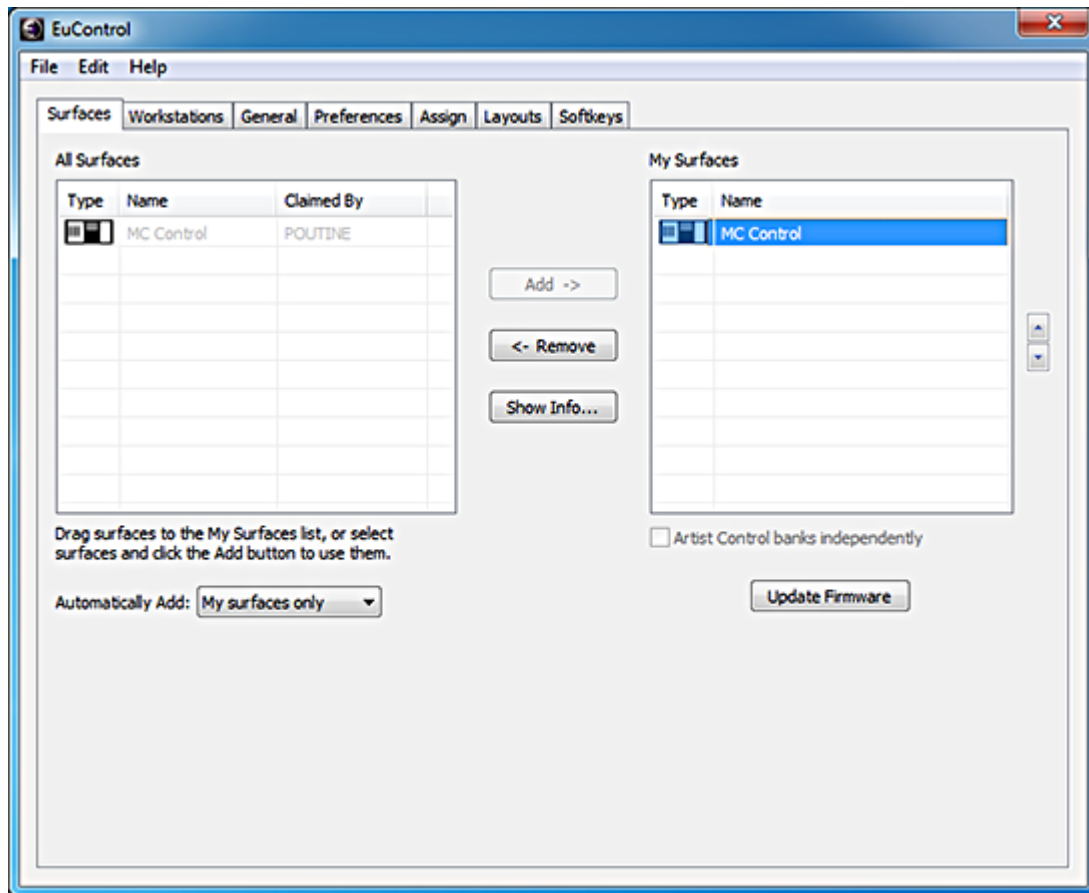 EuControl
File Edit Help
Surfaces Workstations General Preferences Assign Layouts Softkeys
All Surfaces
Type Name Claimed By
MC Control POUTINE
Drag surfaces to the My Surfaces list, or select
surfaces and click the Add button to use them.
Automatically Add: My surfaces only
Add ->
<- Remove
Show Info...
My Surfaces
Type Name
MC Control
Artist Control banks independently
Update Firmware